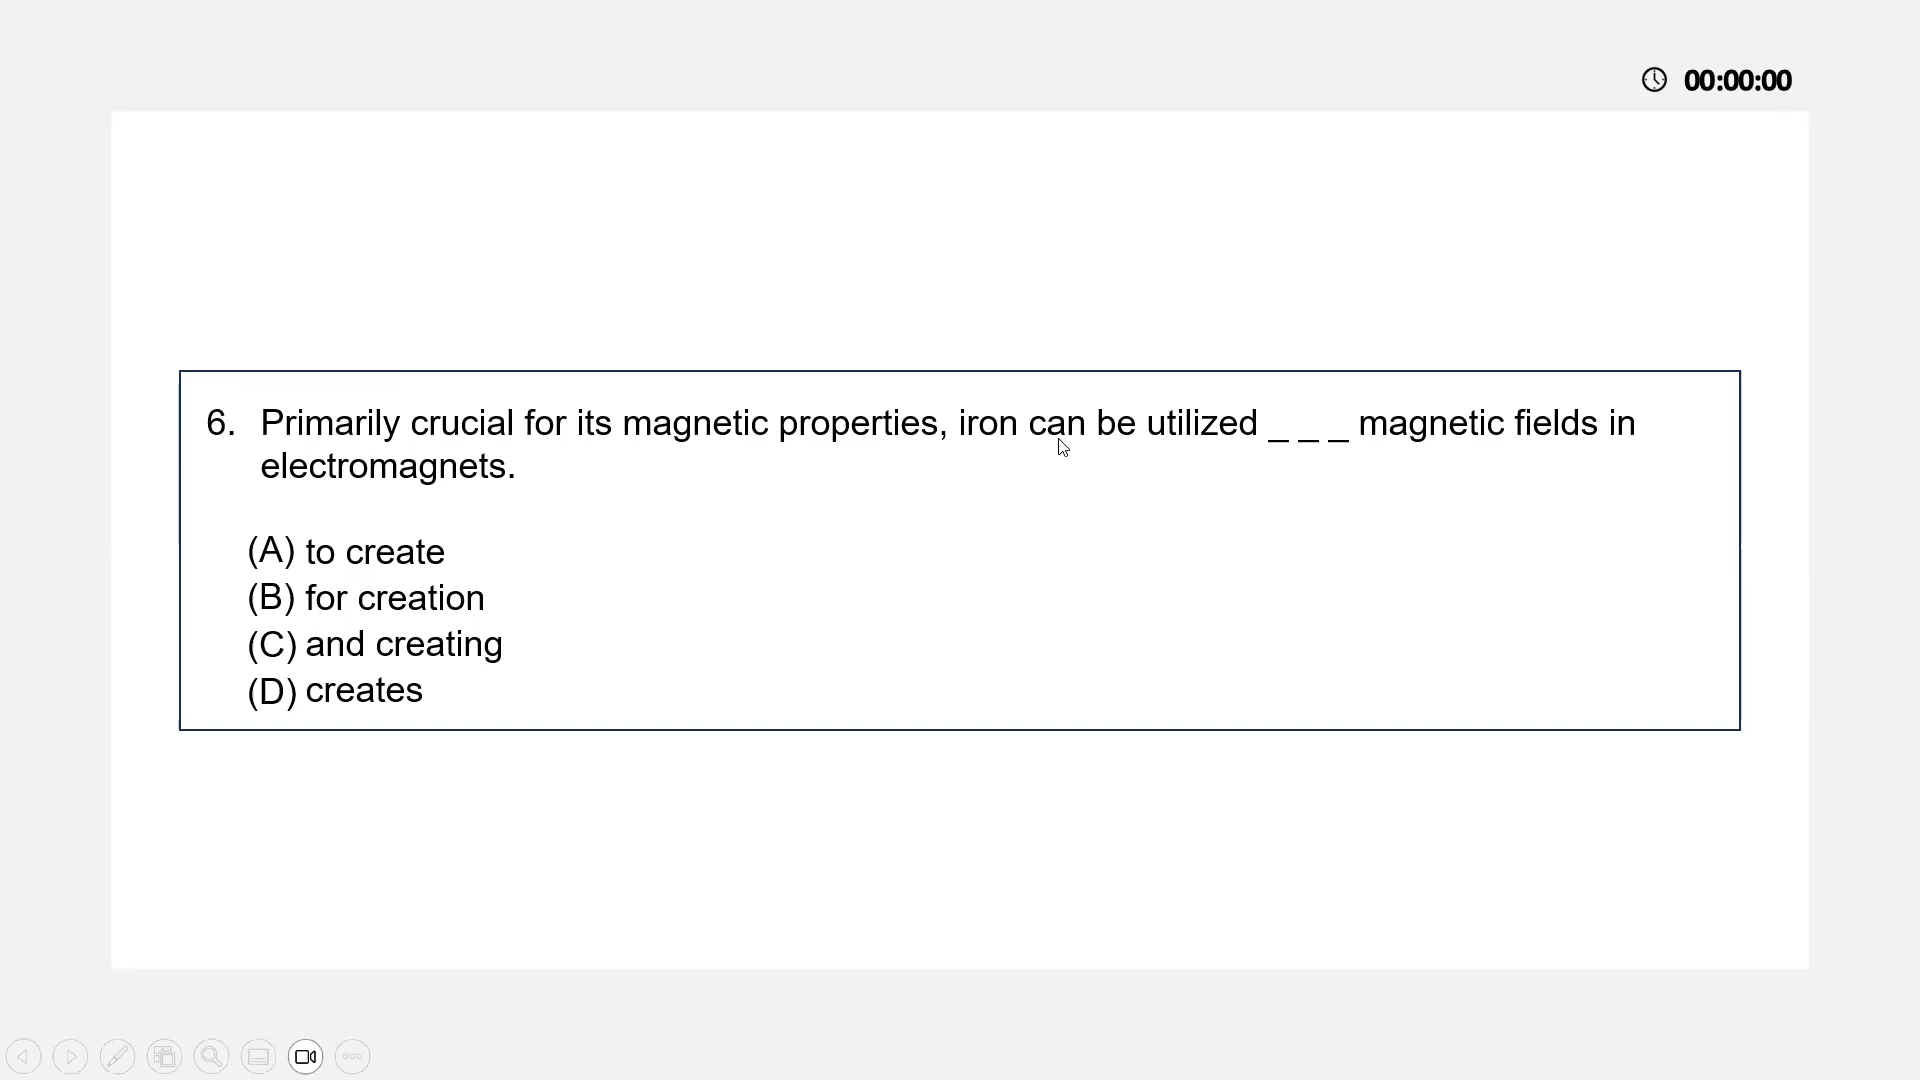 00:00:00
6. Primarily crucial for its magnetic properties, iron can be utilized _ _ _ magnetic fields in
electromagnets.
(A) to create
(B) for creation
(C) and creating
(D) creates